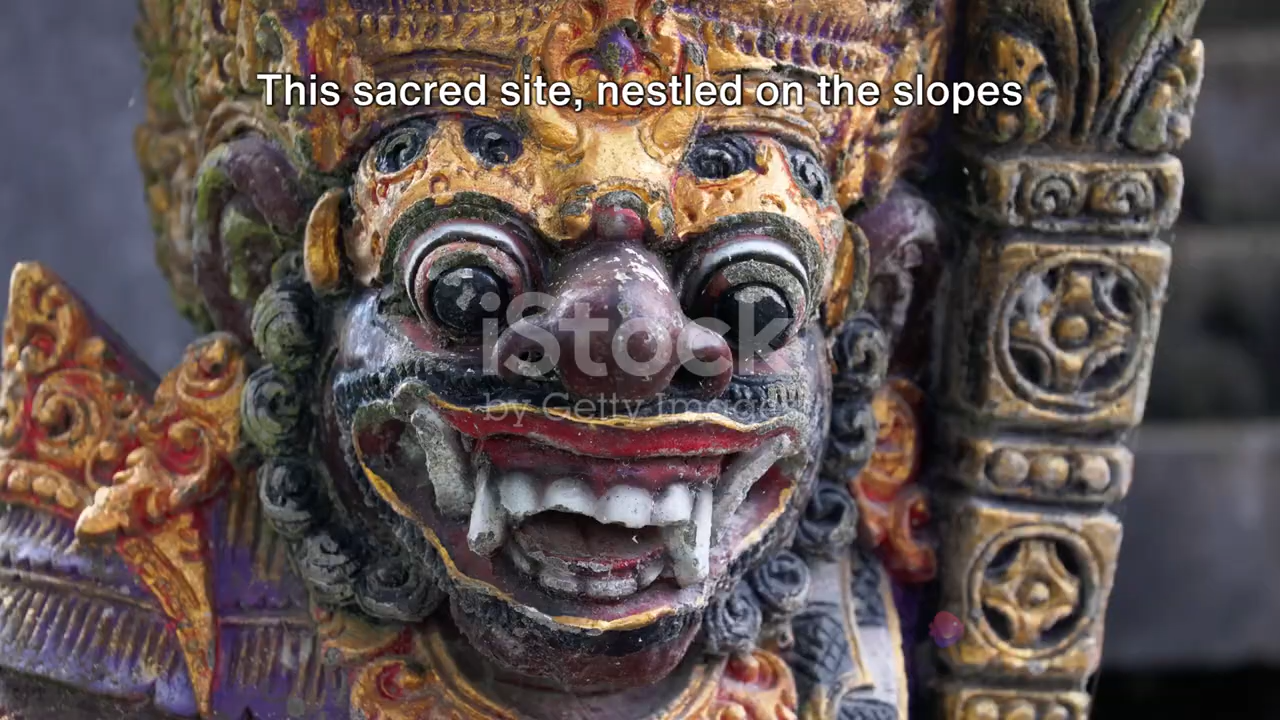 This sacred site, nestled on the slopes
iStock
by Getty Images